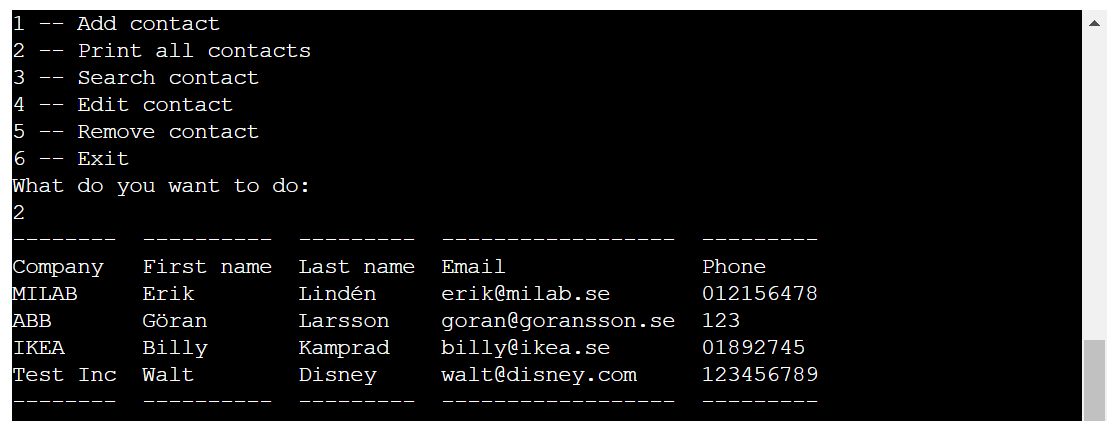 1 -- Add contact
2 -- Print all contacts
3 -- Search contact
4 -- Edit contact
5 -- Remove contact
6 -- Exit
What do you want to do:
2
--------  ----------  ---------  ------------------  ---------
Company   First name  Last name  Email               Phone
MILAB     Erik        Lindén     erik@milab.se       012156478
ABB       Göran       Larsson    goran@goransson.se  123
IKEA      Billy       Kamprad    billy@ikea.se       01892745
Test Inc  Walt        Disney     walt@disney.com     123456789
--------  ----------  ---------  ------------------  ---------